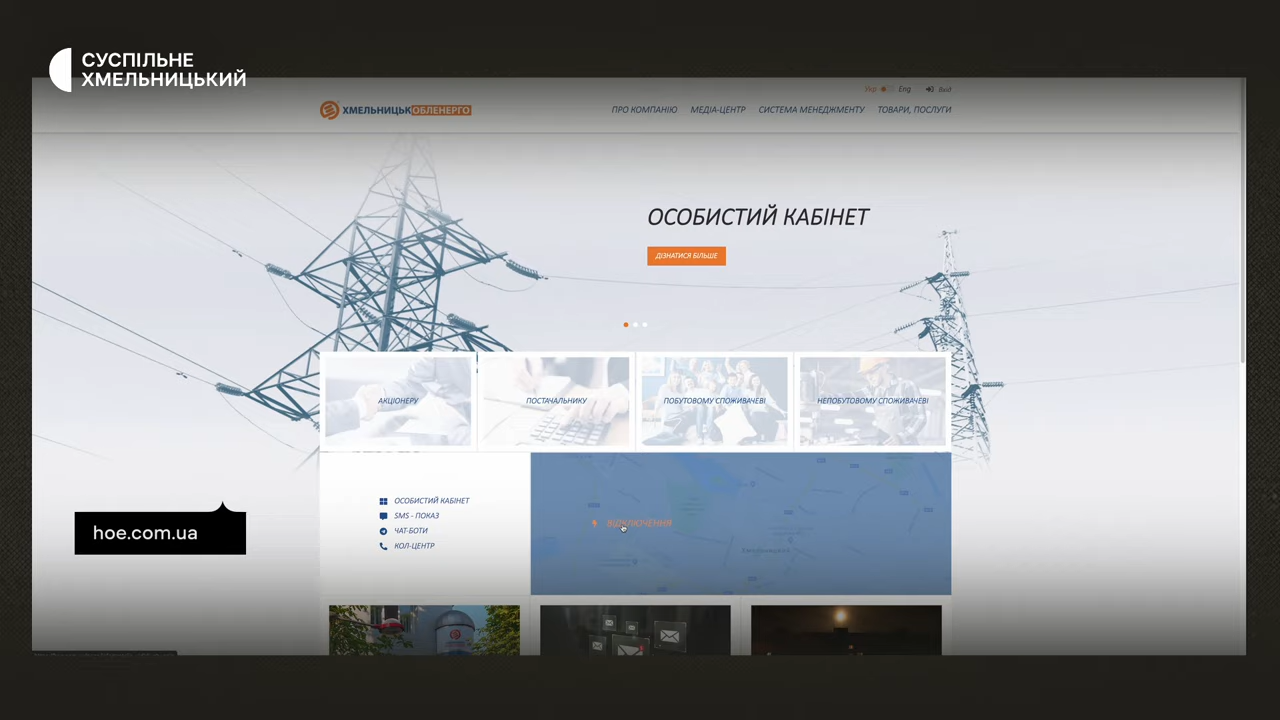 СУСПІЛЬНЕ
ХМЕЛЬНИЦЬКИЙ
Укр Eng Вхід
ХМЕЛЬНИЦЬКОБЛЕНЕРГО
ПРО КОМПАНІЮ МЕДІА-ЦЕНТР СИСТЕМА МЕНЕДЖМЕНТУ ТОВАРИ, ПОСЛУГИ
ОСОБИСТИЙ КАБІНЕТ
ДІЗНАТИСЯ БІЛЬШЕ
АКЦІОНЕРУ ПОСТАЧАЛЬНИКУ ПОБУТОВОМУ СПОЖИВАЧЕВІ НЕПОБУТОВОМУ СПОЖИВАЧЕВІ
ОСОБИСТИЙ КАБІНЕТ
SMS - ПОКАЗ
ЧАТ-БОТИ
КОЛ-ЦЕНТР
ВІДКЛЮЧЕННЯ
hoe.com.ua